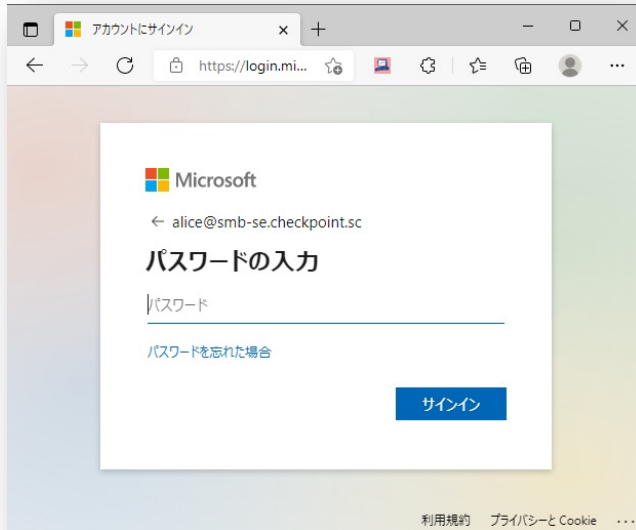 アカウントにサインイン
https://login.mi...
Microsoft
← alice@smb-se.checkpoint.sc
パスワードの入力
パスワード
パスワードを忘れた場合
サインイン
利用規約 プライバシーと Cookie ...